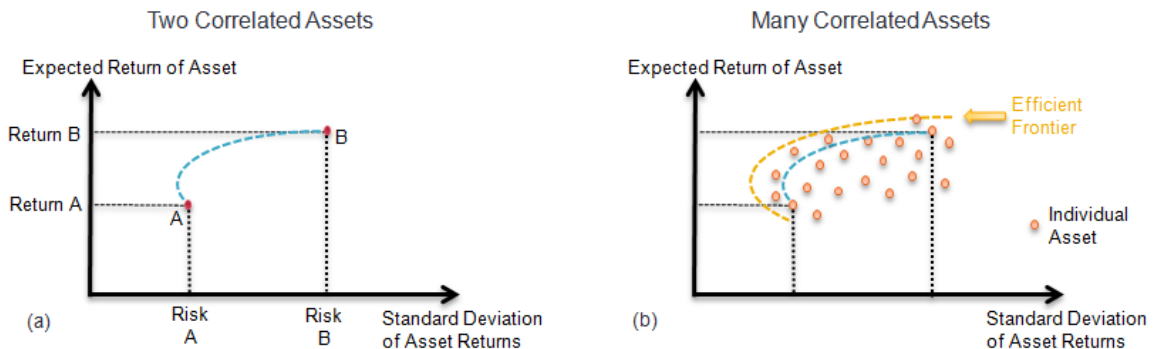 Two Correlated Assets
Expected Return of Asset
Return B
B
Return A
A
Risk
A
Risk
B
Standard Deviation
of Asset Returns
(a)
Many Correlated Assets
Expected Return of Asset
Efficient
Frontier
Individual
Asset
Standard Deviation
of Asset Returns
(b)